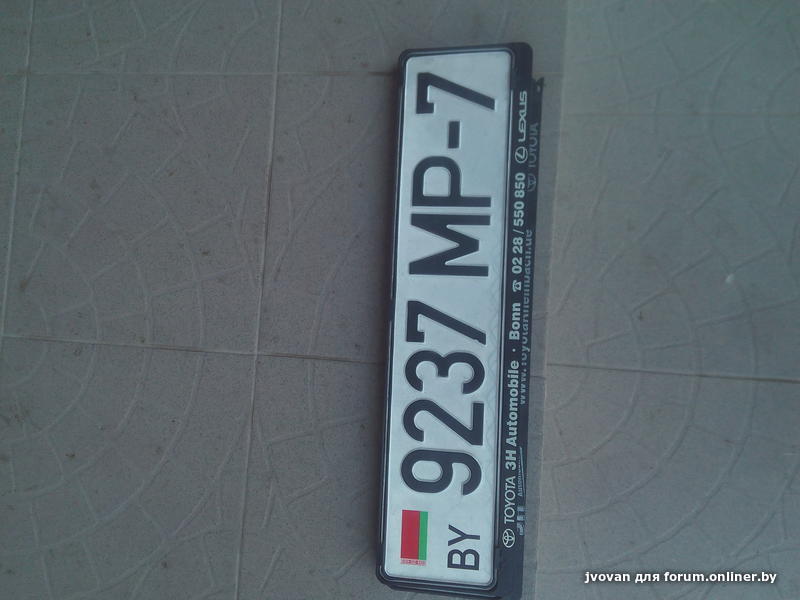 BY 9237 MP-7
TOYOTA 3H Automobile · Bonn ☎ 02 28 / 550 850 LEXUS
TOYOTA
jvovan для forum.onliner.by